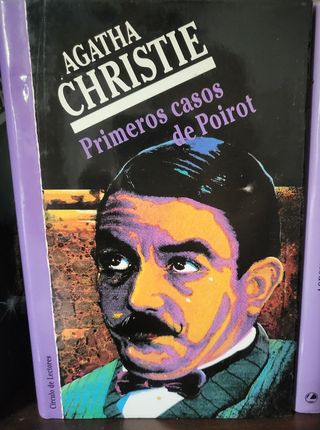 AGATHA
CHRISTIE
Primeros casos
de Poirot
Círculo de Lectores